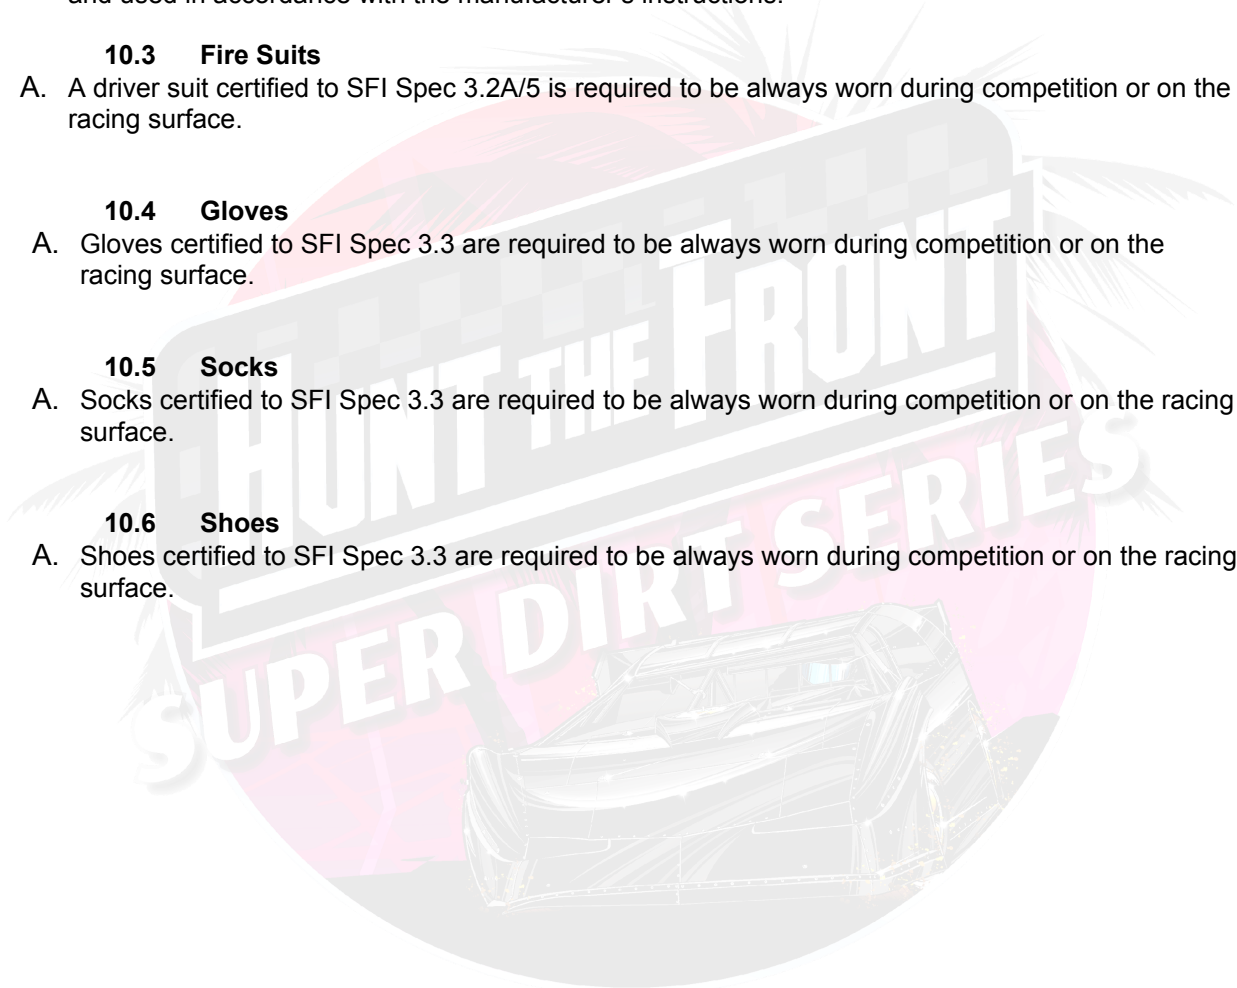 and used in accordance with the manufacturer's instructions.
10.3 Fire Suits
A. A driver suit certified to SFI Spec 3.2A/5 is required to be always worn during competition or on the
racing surface.
10.4 Gloves
A. Gloves certified to SFI Spec 3.3 are required to be always worn during competition or on the
racing surface.
10.5 Socks
A. Socks certified to SFI Spec 3.3 are required to be always worn during competition or on the racing
surface.
10.6 Shoes
A. Shoes certified to SFI Spec 3.3 are required to be always worn during competition or on the racing
surface.
HUNT THE FRONT
SUPER DIRT SERIES